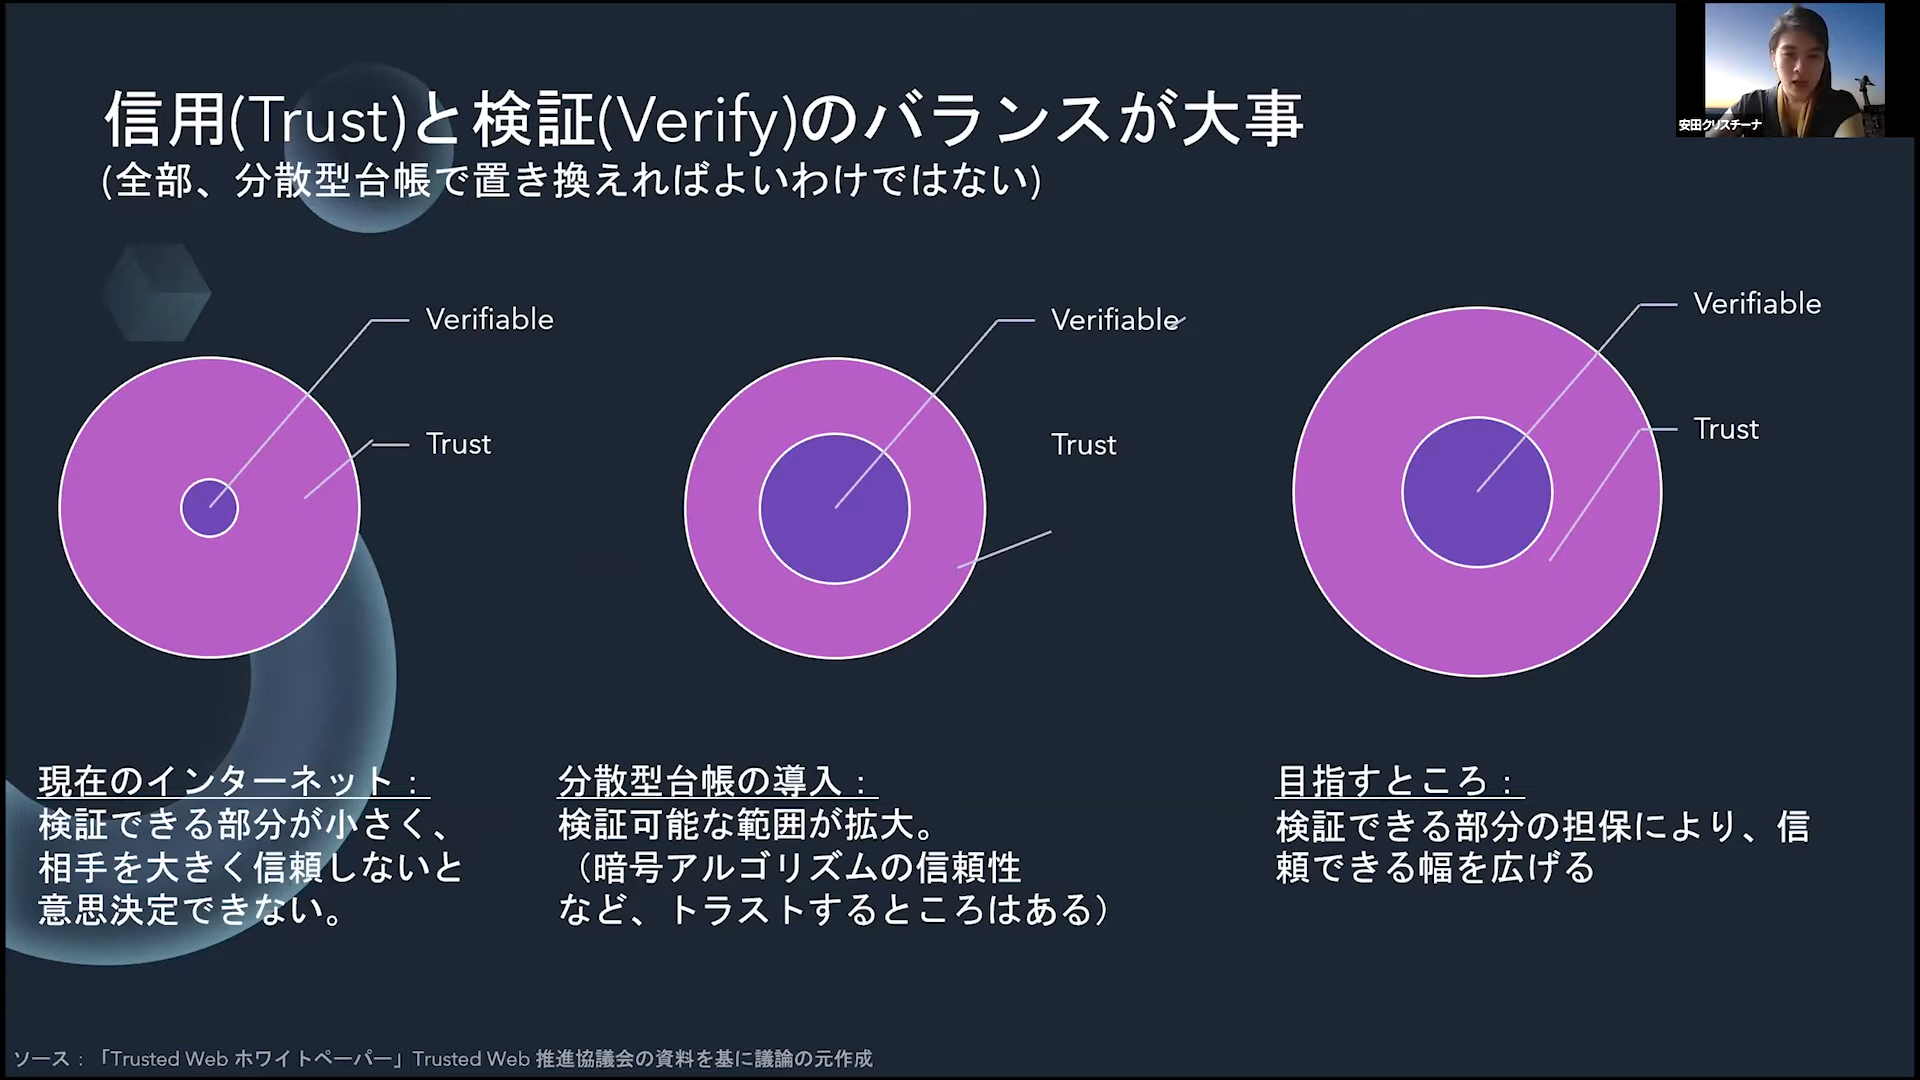 信用(Trust)と検証(Verify)のバランスが大事
(全部、分散型台帳で置き換えればよいわけではない)
安田クリスチーナ
Verifiable
Trust
Verifiable
Trust
Verifiable
Trust
現在のインターネット：
検証できる部分が小さく、
相手を大きく信頼しないと
意思決定できない。
分散型台帳の導入：
検証可能な範囲が拡大。
（暗号アルゴリズムの信頼性
など、トラストするところはある）
目指すところ：
検証できる部分の担保により、信
頼できる幅を広げる
ソース：「Trusted Web ホワイトペーパー」Trusted Web 推進協議会の資料を基に議論の元作成